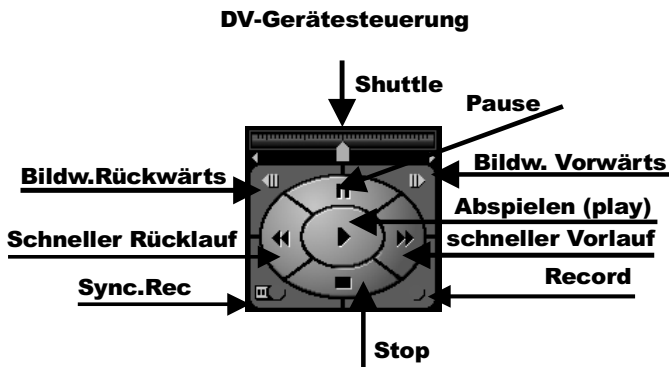 DV-Gerätesteuerung
Shuttle
Pause
Bildw.Rückwärts
Bildw. Vorwärts
Abspielen (play)
Schneller Rücklauf
schneller Vorlauf
Sync.Rec
Record
Stop